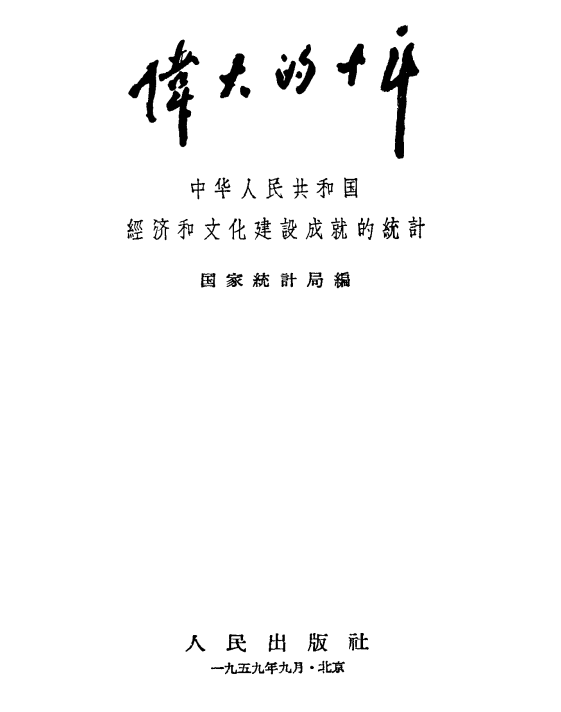 偉大的十年
中华人民共和国
經济和文化建設成就的統計
国家統計局編
人民出版社
一九五九年九月·北京